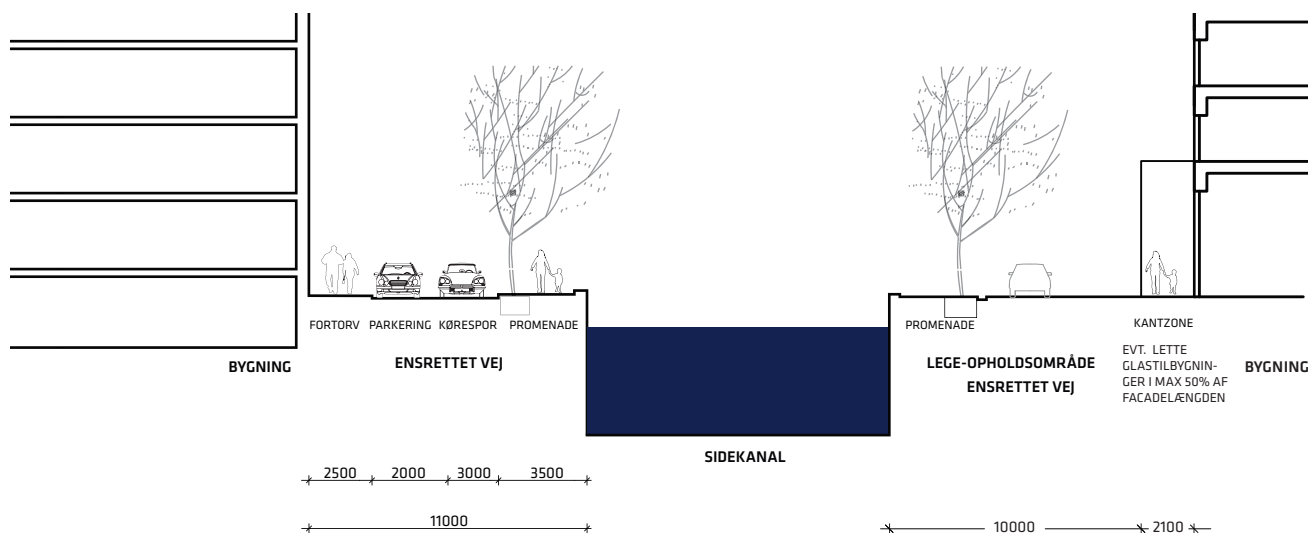 FORTORV PARKERING KØRESPOR PROMENADE
PROMENADE
KANTZONE
BYGNING
ENSRETTET VEJ
LEGE-OPHOLDSOMRÅDE
ENSRETTET VEJ
EVT. LETTE
GLASTILBYGNIN-
GER I MAX 50% AF
FACADELÆNGDEN
BYGNING
SIDEKANAL
2500 2000 3000 3500
11000
10000 2100